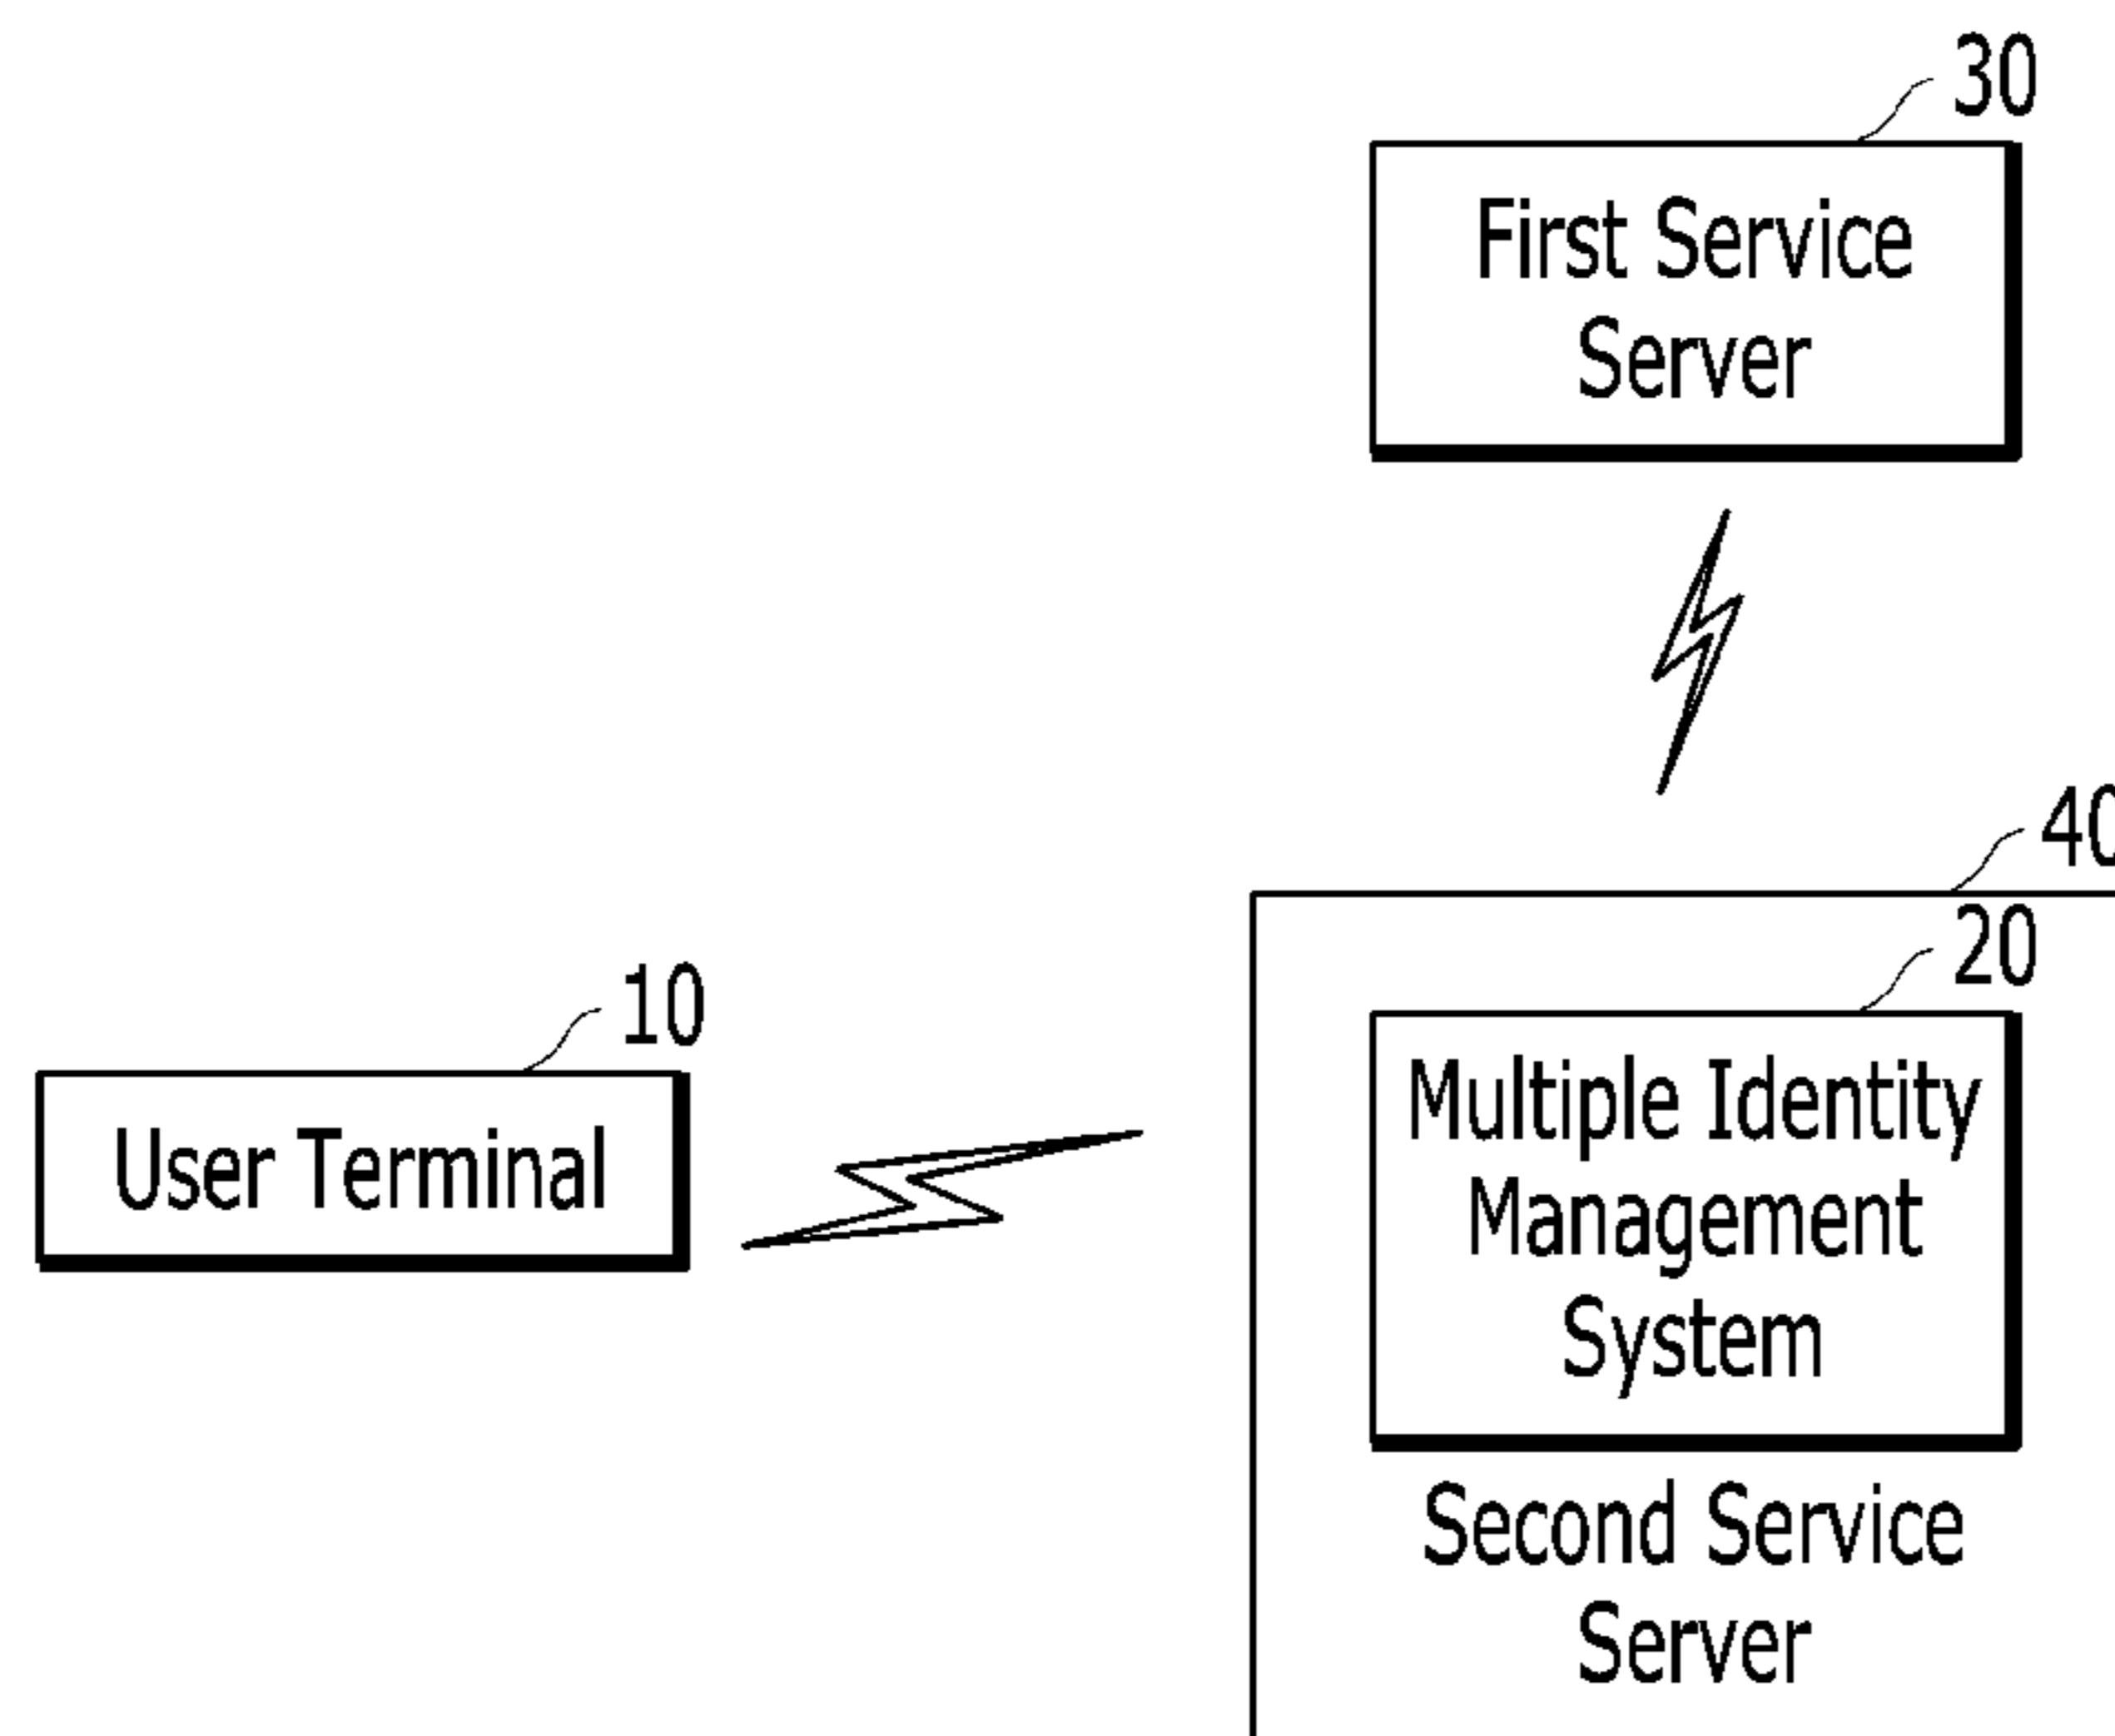 30
First Service
Server
40
20
10
Multiple Identity
Management
System
User Terminal
Second Service
Server